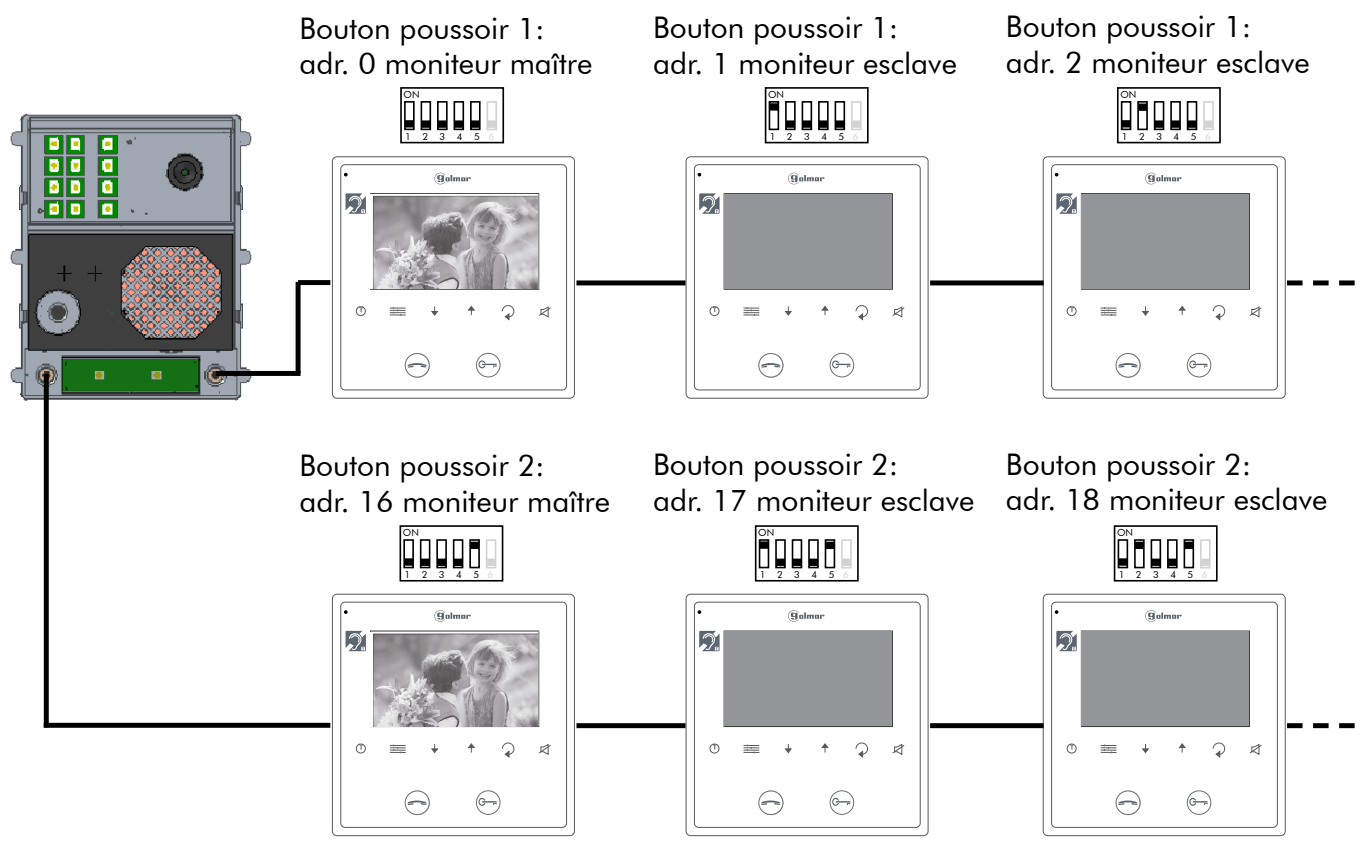 Bouton poussoir 1:
adr. 0 moniteur maître
ON
1 2 3 4 5 6
golmar
Bouton poussoir 1:
adr. 1 moniteur esclave
ON
1 2 3 4 5 6
golmar
Bouton poussoir 1:
adr. 2 moniteur esclave
ON
1 2 3 4 5 6
golmar
Bouton poussoir 2:
adr. 16 moniteur maître
ON
1 2 3 4 5 6
golmar
Bouton poussoir 2:
adr. 17 moniteur esclave
ON
1 2 3 4 5 6
golmar
Bouton poussoir 2:
adr. 18 moniteur esclave
ON
1 2 3 4 5 6
golmar